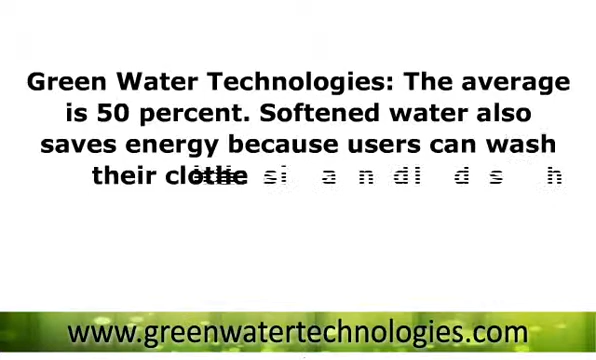 Green Water Technologies: The average
is 50 percent. Softened water also
saves energy because users can wash
their
www.greenwatertechnologies.com